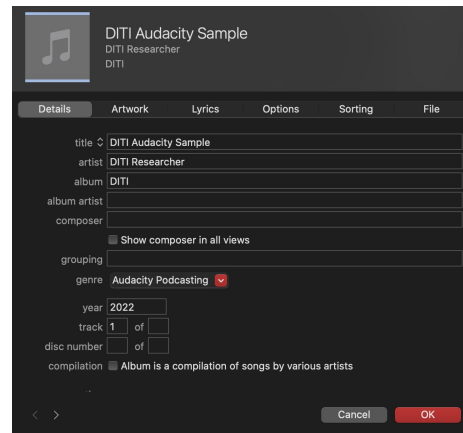 DITI Audacity Sample
DITI Researcher
DITI
Details Artwork Lyrics Options Sorting File
title DITI Audacity Sample
artist DITI Researcher
album DITI
album artist
composer
Show composer in all views
grouping
genre Audacity Podcasting
year 2022
track 1 of
disc number of
compilation Album is a compilation of songs by various artists
Cancel OK